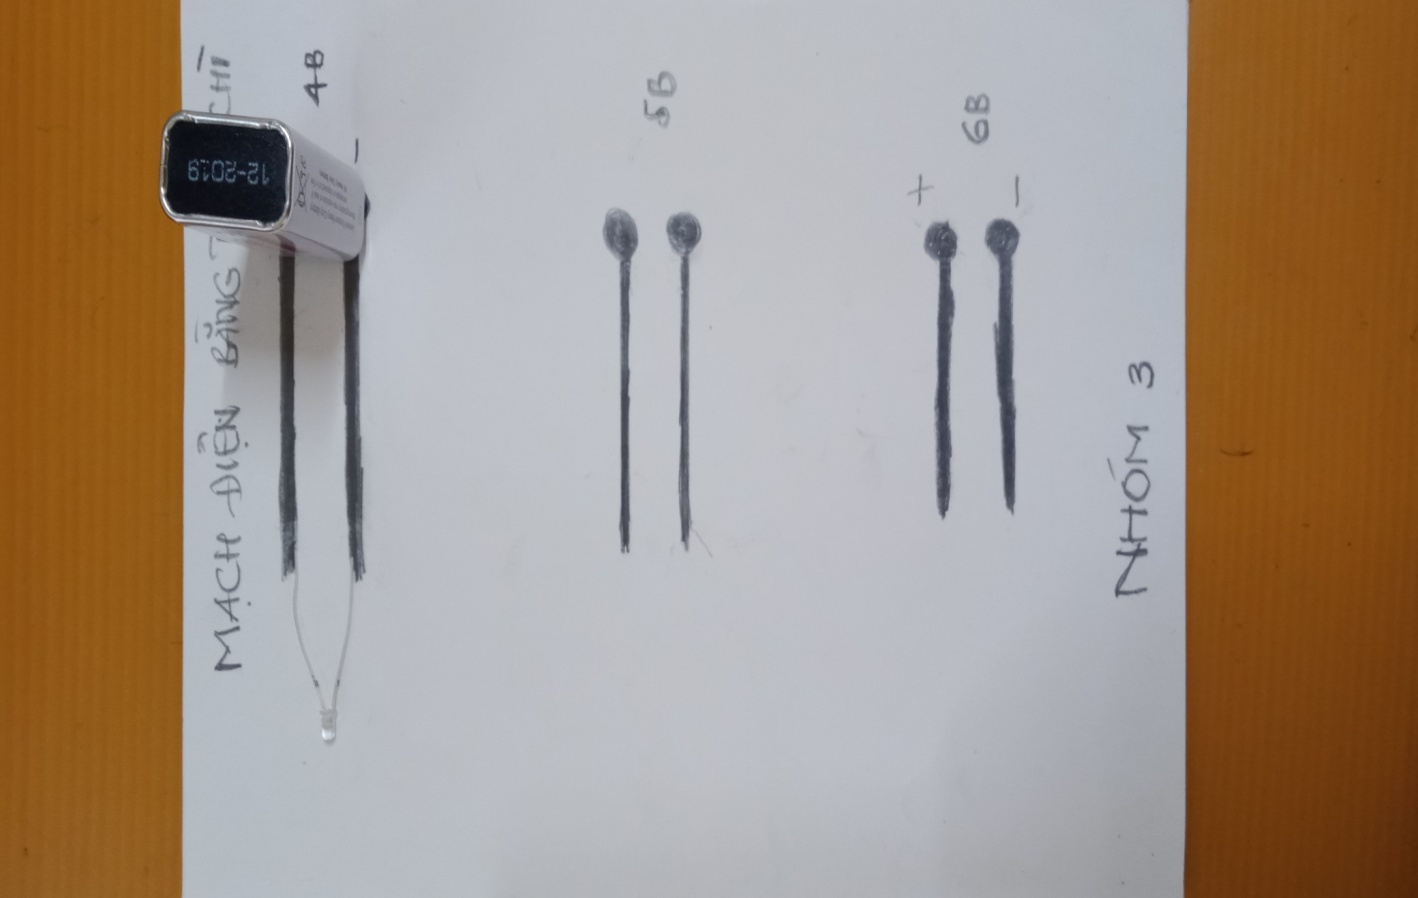 MẠCH ĐIỆN BẰNG CHÌ
4B
−
5B
6B
+ −
NHÓM 3
12-2019